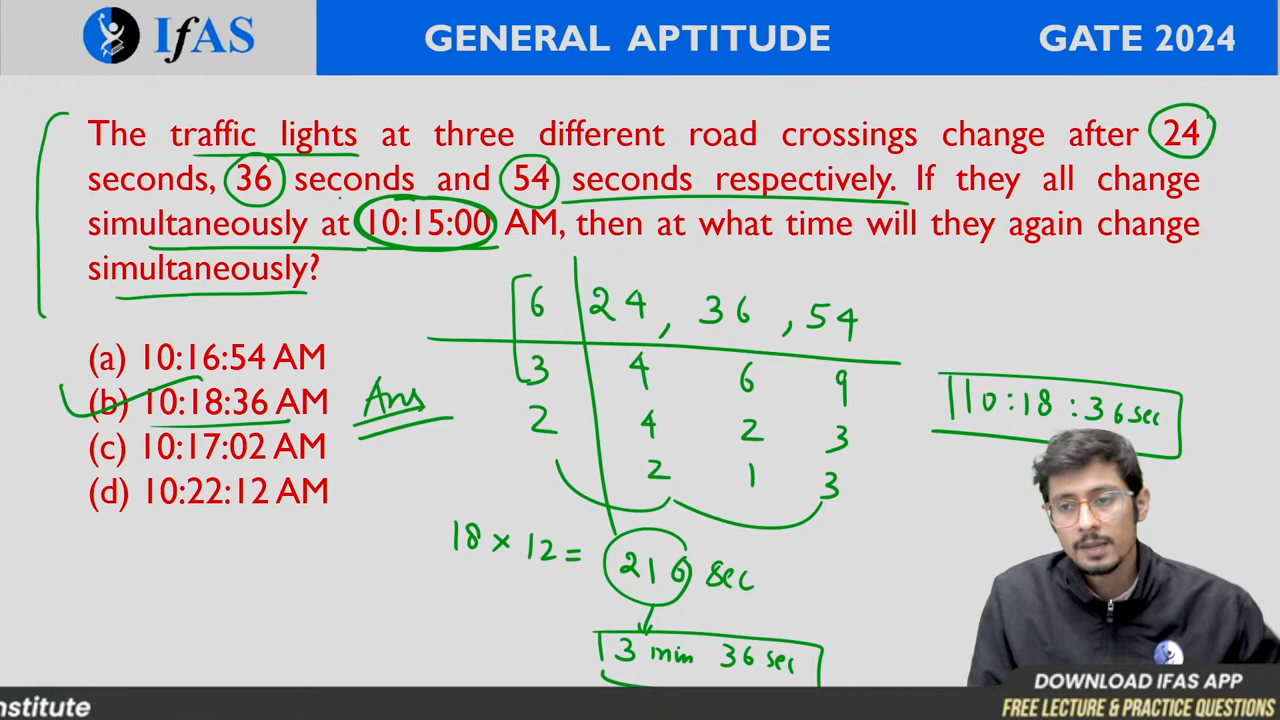 IfAS
GENERAL APTITUDE
GATE 2024
The traffic lights at three different road crossings change after 24
seconds, 36 seconds and 54 seconds respectively. If they all change
simultaneously at 10:15:00 AM, then at what time will they again change
simultaneously?
(a) 10:16:54 AM
(b) 10:18:36 AM
(c) 10:17:02 AM
(d) 10:22:12 AM
Ans
6 24, 36, 54
3 4 6 9
2 4 2 3
2 1 3
18 × 12 = 216 sec
3 min 36 sec
10:18:36 sec
DOWNLOAD IFAS APP
FREE LECTURE & PRACTICE QUESTIONS
nstitute